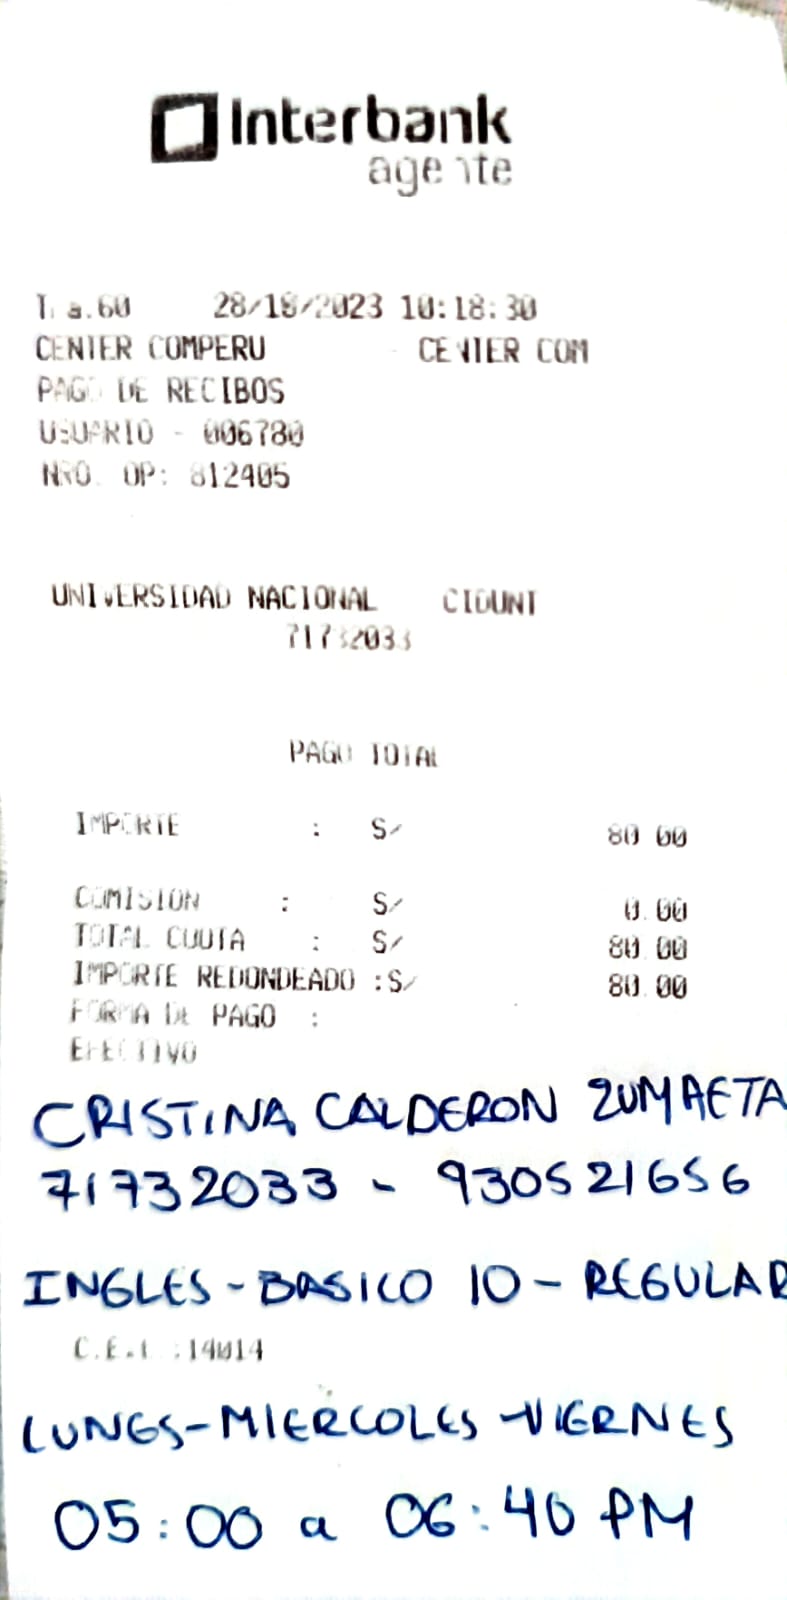 Interbank
agente
28/10/2023 10:18:30
CENTER COMPERU CENTER COM
PAGO DE RECIBOS
USUARIO - 006780
NRO. OP: 812405
UNIVERSIDAD NACIONAL CIDUNT
71732033
PAGO TOTAL
IMPORTE : S/ 80.00
COMISION : S/ 0.00
TOTAL CUOTA : S/ 80.00
IMPORTE REDONDEADO :S/ 80.00
FORMA DE PAGO :
EFECTIVO
CRISTINA CALDERON ZUMAETA
71732033 - 930521656
INGLES - BASICO 10 - REGULAR
:14014
LUNES-MIERCOLES-VIERNES
05:00 a 06:40 PM